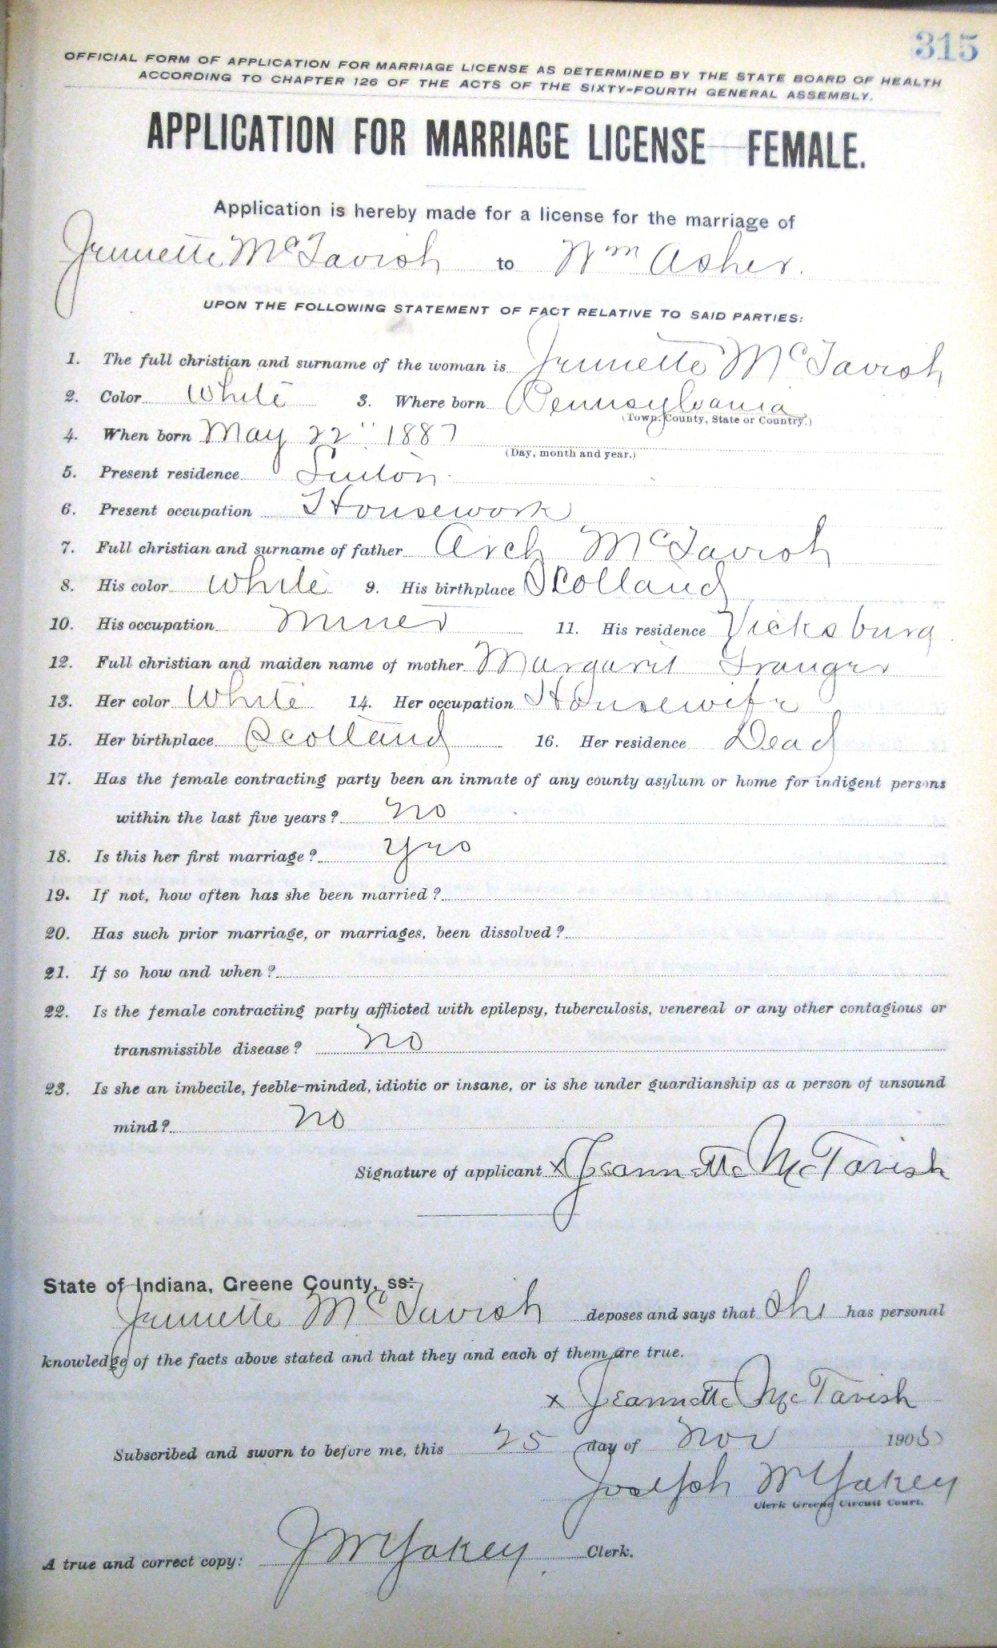 315
OFFICIAL FORM OF APPLICATION FOR MARRIAGE LICENSE AS DETERMINED BY THE STATE BOARD OF HEALTH
ACCORDING TO CHAPTER 126 OF THE ACTS OF THE SIXTY-FOURTH GENERAL ASSEMBLY.
APPLICATION FOR MARRIAGE LICENSE—FEMALE.
Application is hereby made for a license for the marriage of
Jennette McTavish to Wm Asher.
UPON THE FOLLOWING STATEMENT OF FACT RELATIVE TO SAID PARTIES:
1. The full christian and surname of the woman is Jennette McTavish
2. Color White 3. Where born Pennsylvania
(Town, County, State or Country.)
4. When born May 22" 1887
(Day, month and year.)
5. Present residence Linton
6. Present occupation Housework
7. Full christian and surname of father Arch McTavish
8. His color White 9. His birthplace Scotland
10. His occupation Miner 11. His residence Vicksburg
12. Full christian and maiden name of mother Margaret
13. Her color White 14. Her occupation Housewife
15. Her birthplace Scotland 16. Her residence Dead
17. Has the female contracting party been an inmate of any county asylum or home for indigent persons
within the last five years? no
18. Is this her first marriage? yes
19. If not, how often has she been married?
20. Has such prior marriage, or marriages, been dissolved?
21. If so how and when?
22. Is the female contracting party afflicted with epilepsy, tuberculosis, venereal or any other contagious or
transmissible disease? no
23. Is she an imbecile, feeble-minded, idiotic or insane, or is she under guardianship as a person of unsound
mind? no
Signature of applicant x Jeannette McTavish
State of Indiana, Greene County, ss:
Jennette McTavish deposes and says that She has personal
knowledge of the facts above stated and that they and each of them are true.
x Jeannette McTavish
Subscribed and sworn to before me, this 25 day of Nov 190
Joseph W Yakey
Clerk Greene Circuit Court.
A true and correct copy: J W Yakey Clerk.